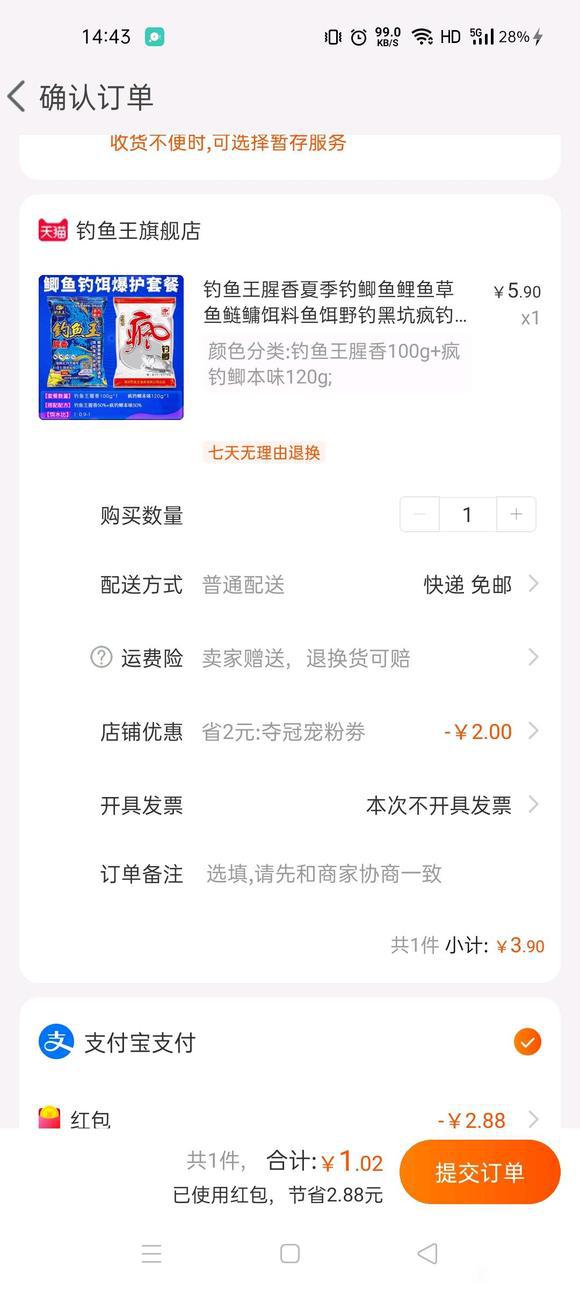 14:43
99.0 KB/S HD 5G 28%
确认订单
收货不便时,可选择暂存服务
天猫 钓鱼王旗舰店
鲫鱼钓饵爆护套餐
钓鱼王
疯
钓鱼王腥香夏季钓鲫鱼鲤鱼草
鱼鲢鳙饵料鱼饵野钓黑坑疯钓...
￥5.90
x1
颜色分类:钓鱼王腥香100g+疯
钓鲫本味120g;
七天无理由退换
购买数量 1
配送方式 普通配送 快递 免邮
运费险 卖家赠送，退换货可赔
店铺优惠 省2元:夺冠宠粉券 -￥2.00
开具发票 本次不开具发票
订单备注 选填,请先和商家协商一致
共1件 小计: ￥3.90
支 支付宝支付
红包 -￥2.88
共1件, 合计:￥1.02
已使用红包，节省2.88元
提交订单